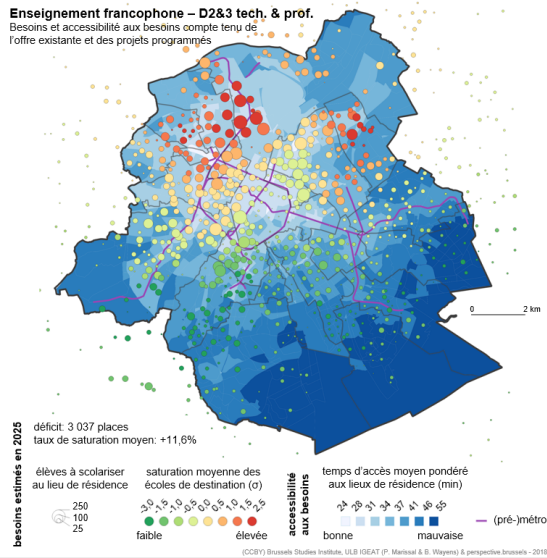 Enseignement francophone – D2&3 tech. & prof.
Besoins et accessibilité aux besoins compte tenu de
l'offre existante et des projets programmés
0 2 km
besoins estimés en 2025
déficit: 3 037 places
taux de saturation moyen: +11,6%
élèves à scolariser
au lieu de résidence
250
100
25
saturation moyenne des
écoles de destination (σ)
-3,0 -1,5 -1,0 -0,5 0,0 0,5 1,0 1,5 2,5
faible élevée
accessibilité
aux besoins
temps d'accès moyen pondéré
aux lieux de résidence (min)
24 28 31 34 37 41 46 55
bonne mauvaise
(pré-)métro
(CCBY) Brussels Studies Institute, ULB IGEAT (P. Marissal & B. Wayens) & perspective.brussels - 2018